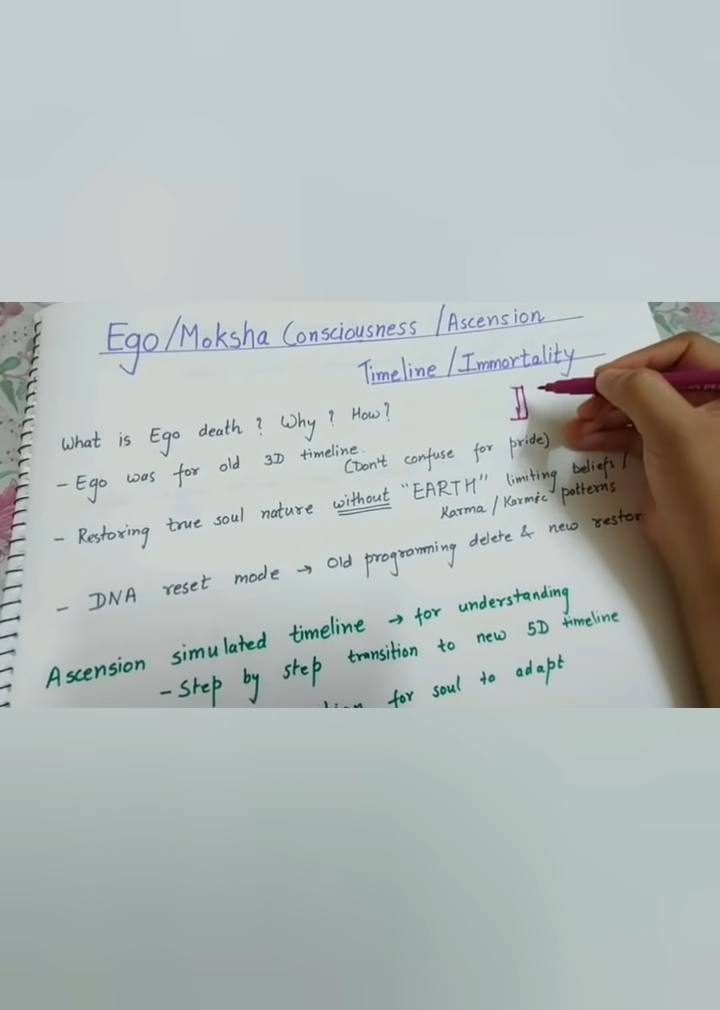 Ego/Moksha Consciousness /Ascension
Timeline /Immortality
What is Ego death ? Why ? How?
- Ego was for old 3D timeline. (Don't confuse for pride)
- Restoring true soul nature without "EARTH" limiting beliefs /
Karma / Karmic patterns
- DNA reset mode → Old programming delete & new restor
Ascension simulated timeline → for understanding
- Step by step transition to new 5D timeline
for soul to adapt